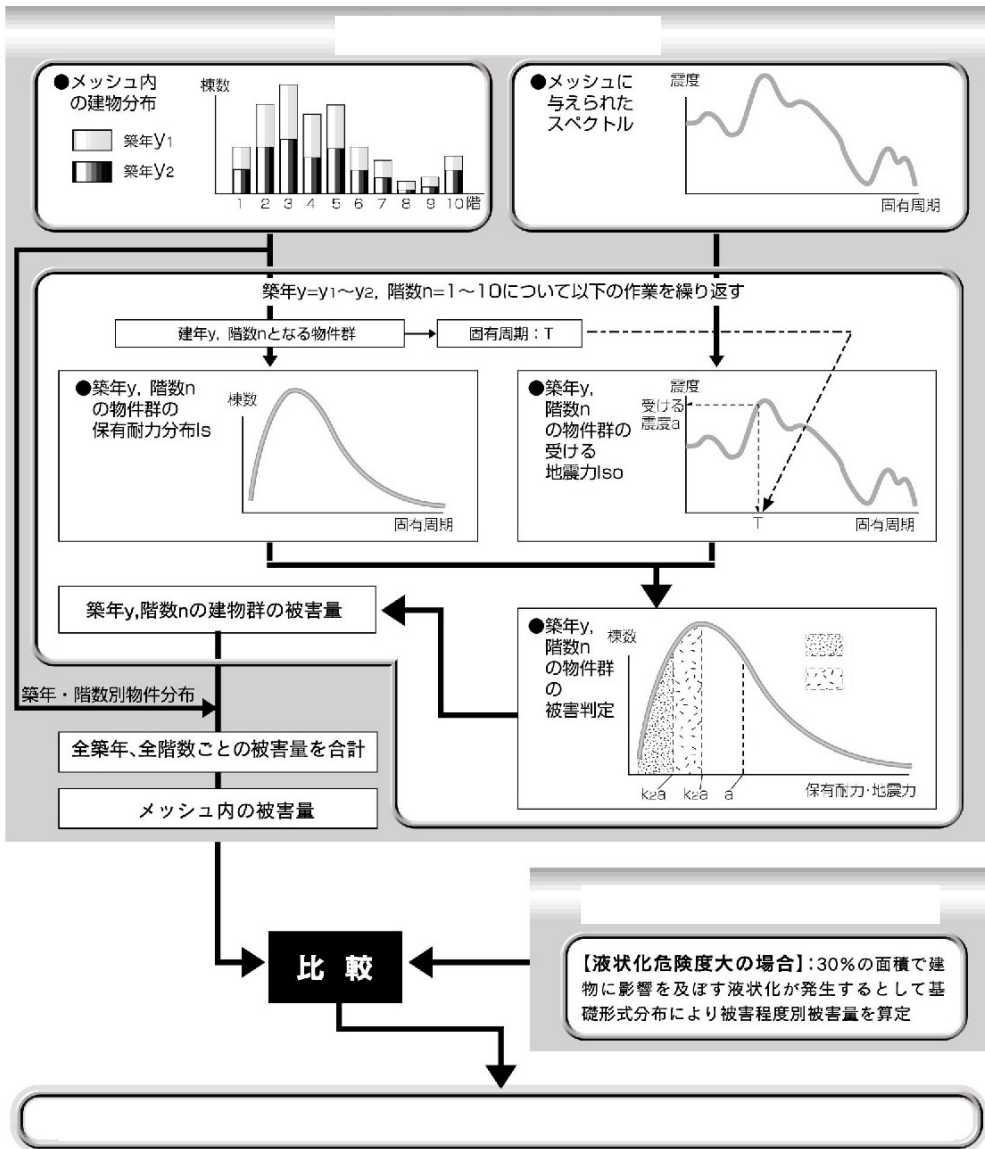 ●メッシュ内
の建物分布
築年y1
築年y2
棟数
1 2 3 4 5 6 7 8 9 10階
●メッシュに
与えられた
スペクトル
震度
固有周期
築年y=y1～y2, 階数n=1～10について以下の作業を繰り返す
建年y, 階数nとなる物件群
固有周期：T
●築年y, 階数n
の物件群の
保有耐力分布Is
棟数
固有周期
●築年y,
階数n
の物件群の
受ける
地震力Iso
震度
受ける
震度a
T
固有周期
築年y,階数nの建物群の被害量
●築年y,
階数n
の物件群
の
被害判定
棟数
k2a k2a a
保有耐力・地震力
築年・階数別物件分布
全築年、全階数ごとの被害量を合計
メッシュ内の被害量
比 較
【液状化危険度大の場合】：30%の面積で建
物に影響を及ぼす液状化が発生するとして基
礎形式分布により被害程度別被害量を算定